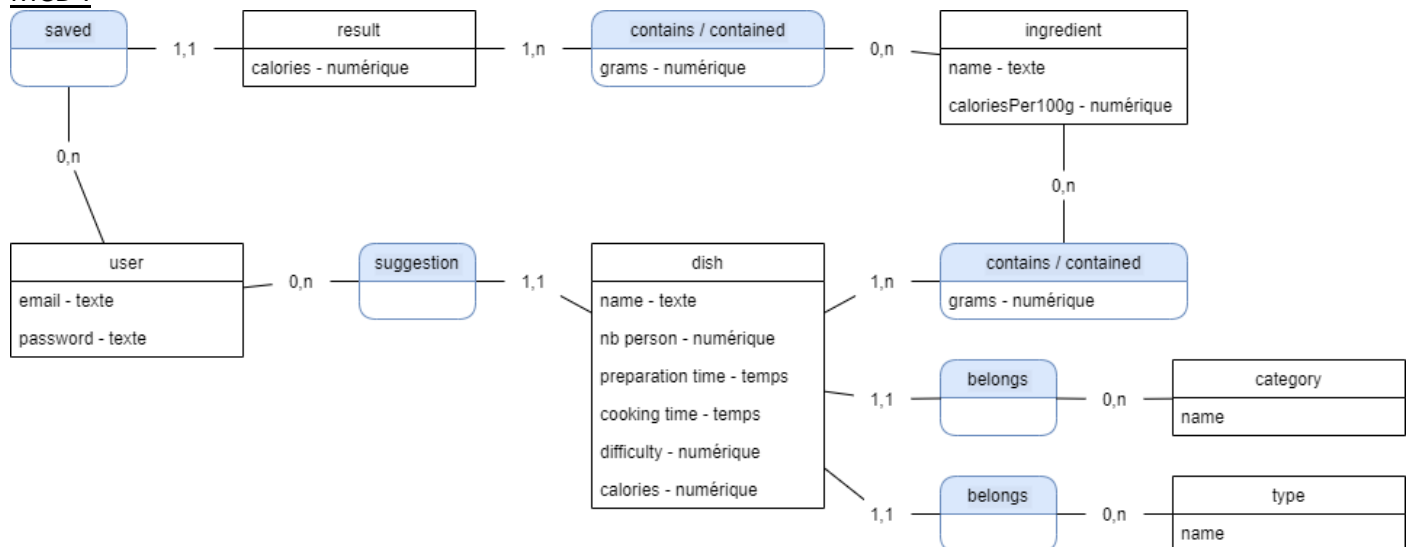 MCD :
saved
1,1
result
calories - numérique
1,n
contains / contained
grams - numérique
0,n
ingredient
name - texte
caloriesPer100g - numérique
0,n
0,n
user
email - texte
password - texte
0,n
suggestion
1,1
dish
name - texte
nb person - numérique
preparation time - temps
cooking time - temps
difficulty - numérique
calories - numérique
1,n
contains / contained
grams - numérique
1,1
belongs
0,n
category
name
1,1
belongs
0,n
type
name